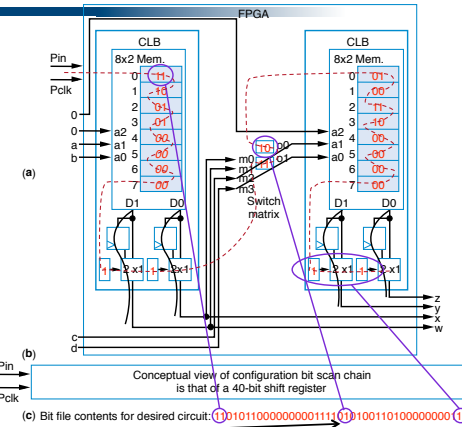 FPGA
CLB
CLB
Pin
8x2 Mem.
8x2 Mem.
Pclk
0 11
1 10
2 01
3 01
4 00
5 00
6 00
7 00
0 01
1 00
2 11
3 10
4 00
5 00
6 00
7 00
0
0 a2
a a1
b a0
a2
a1
a0
(a)
10
11
m0
m1
m2
m3
o0
o1
Switch
matrix
D1 D0
D1 D0
1 2x1 1 2x1
1 2x1 1 2x1
z
y
x
w
c
d
(b)
Pin
Pclk
Conceptual view of configuration bit scan chain
is that of a 40-bit shift register
(c) Bit file contents for desired circuit: